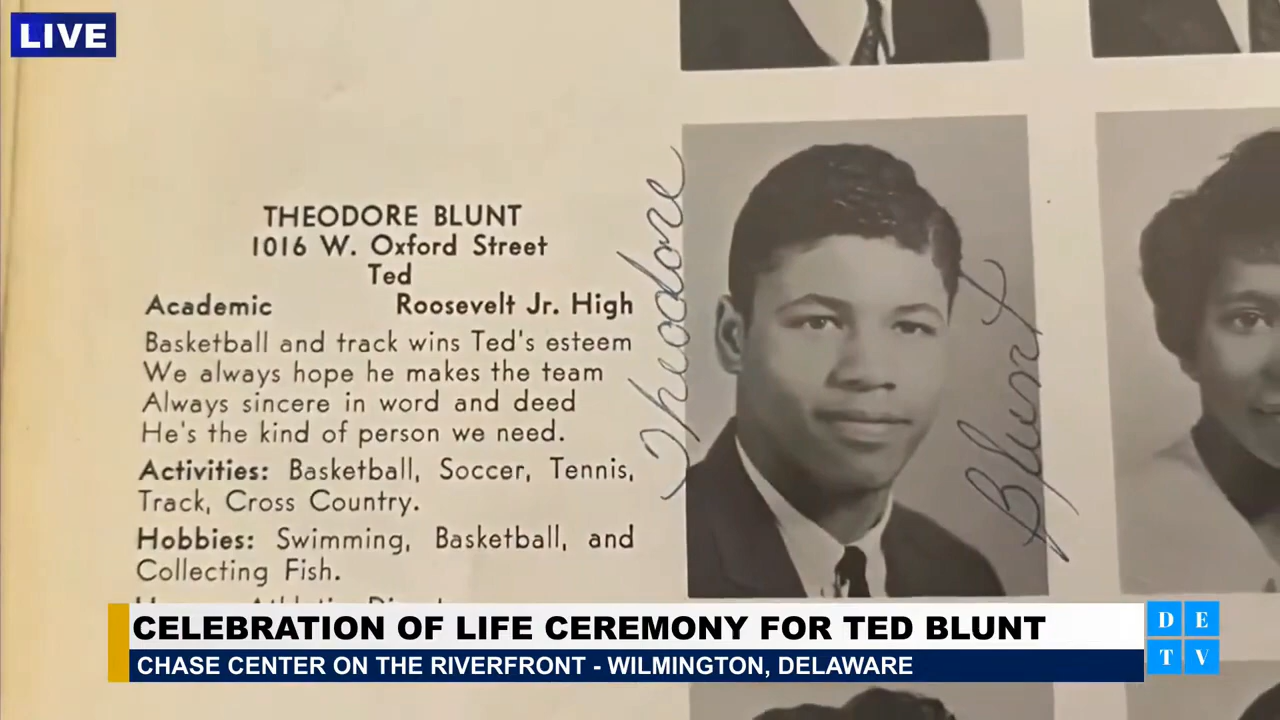 LIVE
THEODORE BLUNT
1016 W. Oxford Street
Ted
Academic Roosevelt Jr. High
Basketball and track wins Ted's esteem
We always hope he makes the team
Always sincere in word and deed
He's the kind of person we need.
Activities: Basketball, Soccer, Tennis,
Track, Cross Country.
Hobbies: Swimming, Basketball, and
Collecting Fish.
Theodore
Blunt
CELEBRATION OF LIFE CEREMONY FOR TED BLUNT
CHASE CENTER ON THE RIVERFRONT - WILMINGTON, DELAWARE
D E
T V